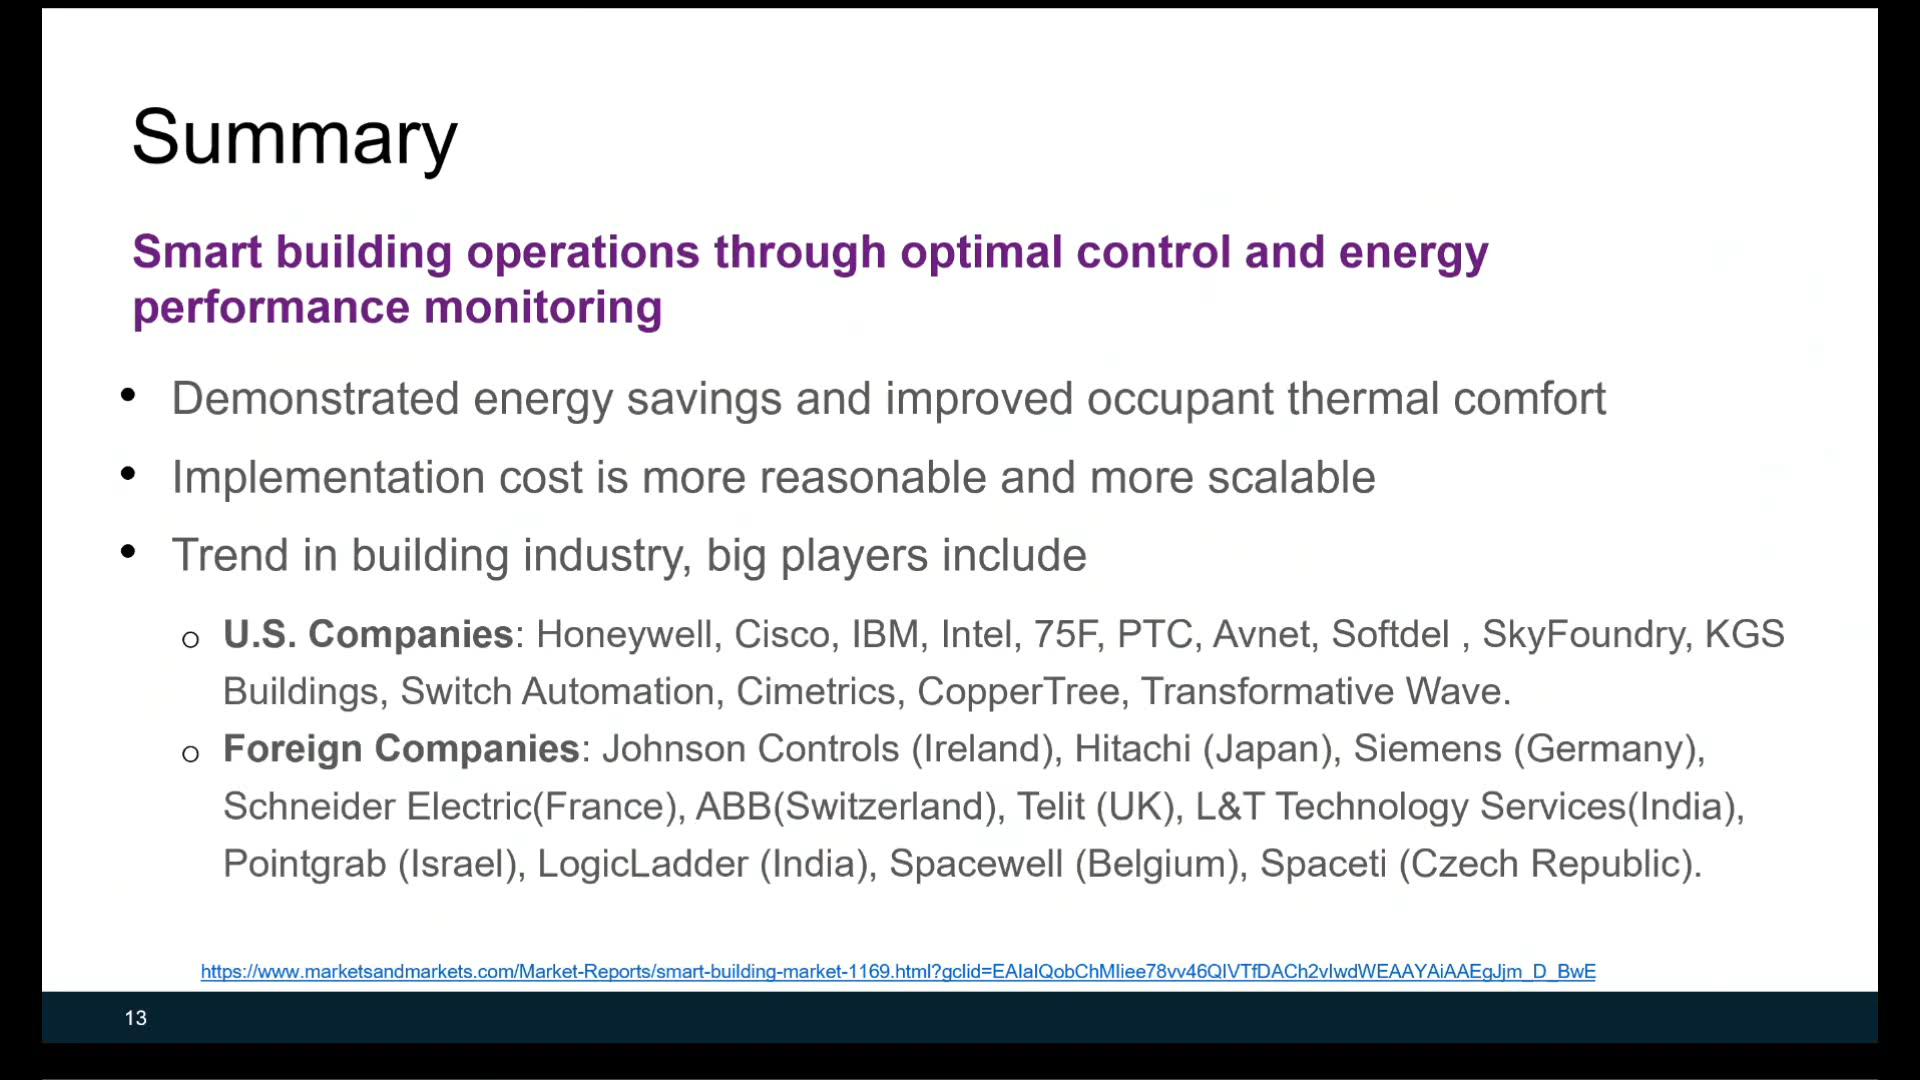 Summary
Smart building operations through optimal control and energy
performance monitoring
• Demonstrated energy savings and improved occupant thermal comfort
• Implementation cost is more reasonable and more scalable
• Trend in building industry, big players include
o U.S. Companies: Honeywell, Cisco, IBM, Intel, 75F, PTC, Avnet, Softdel , SkyFoundry, KGS
Buildings, Switch Automation, Cimetrics, CopperTree, Transformative Wave.
o Foreign Companies: Johnson Controls (Ireland), Hitachi (Japan), Siemens (Germany),
Schneider Electric(France), ABB(Switzerland), Telit (UK), L&T Technology Services(India),
Pointgrab (Israel), LogicLadder (India), Spacewell (Belgium), Spaceti (Czech Republic).
https://www.marketsandmarkets.com/Market-Reports/smart-building-market-1169.html?gclid=EAIaIQobChMIiee78vv46QIVTfDACh2vIwdWEAAYAiAAEgJjm_D_BwE
13